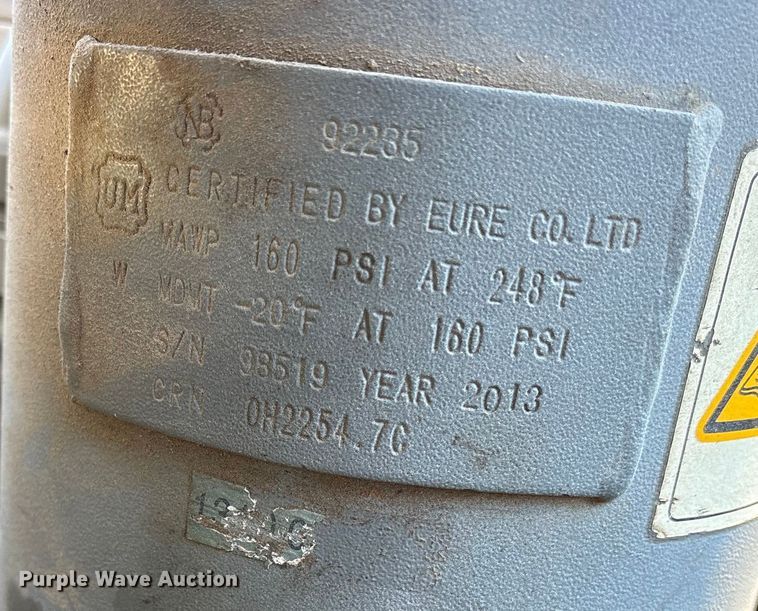 NB 92235
UM CERTIFIED BY EURE CO. LTD
MAWP 160 PSI AT 248°F
W MDMT -20°F AT 160 PSI
S/N 98519 YEAR 2013
CRN 0H2254.7C
Purple Wave Auction